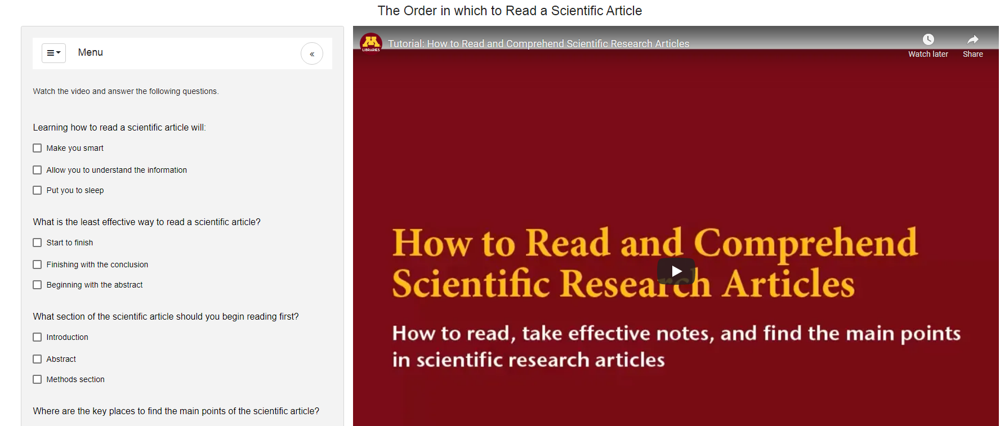 The Order in which to Read a Scientific Article
Menu
«
Watch the video and answer the following questions.
Learning how to read a scientific article will:
Make you smart
Allow you to understand the information
Put you to sleep
What is the least effective way to read a scientific article?
Start to finish
Finishing with the conclusion
Beginning with the abstract
What section of the scientific article should you begin reading first?
Introduction
Abstract
Methods section
Where are the key places to find the main points of the scientific article?
M
LIBRARIES
Tutorial: How to Read and Comprehend Scientific Research Articles
Watch later
Share
How to Read and Comprehend
Scientific Research Articles
How to read, take effective notes, and find the main points
in scientific research articles